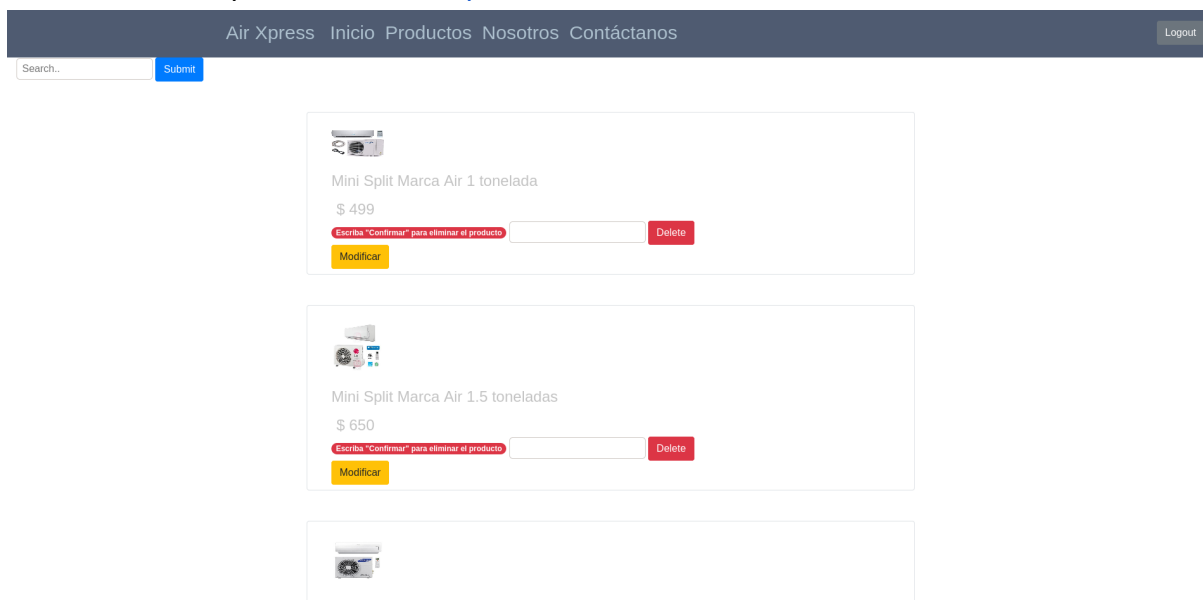 Air Xpress Inicio Productos Nosotros Contáctanos Logout
Search.. Submit
Mini Split Marca Air 1 tonelada
$ 499
Escriba "Confirmar" para eliminar el producto Delete
Modificar
Mini Split Marca Air 1.5 toneladas
$ 650
Escriba "Confirmar" para eliminar el producto Delete
Modificar